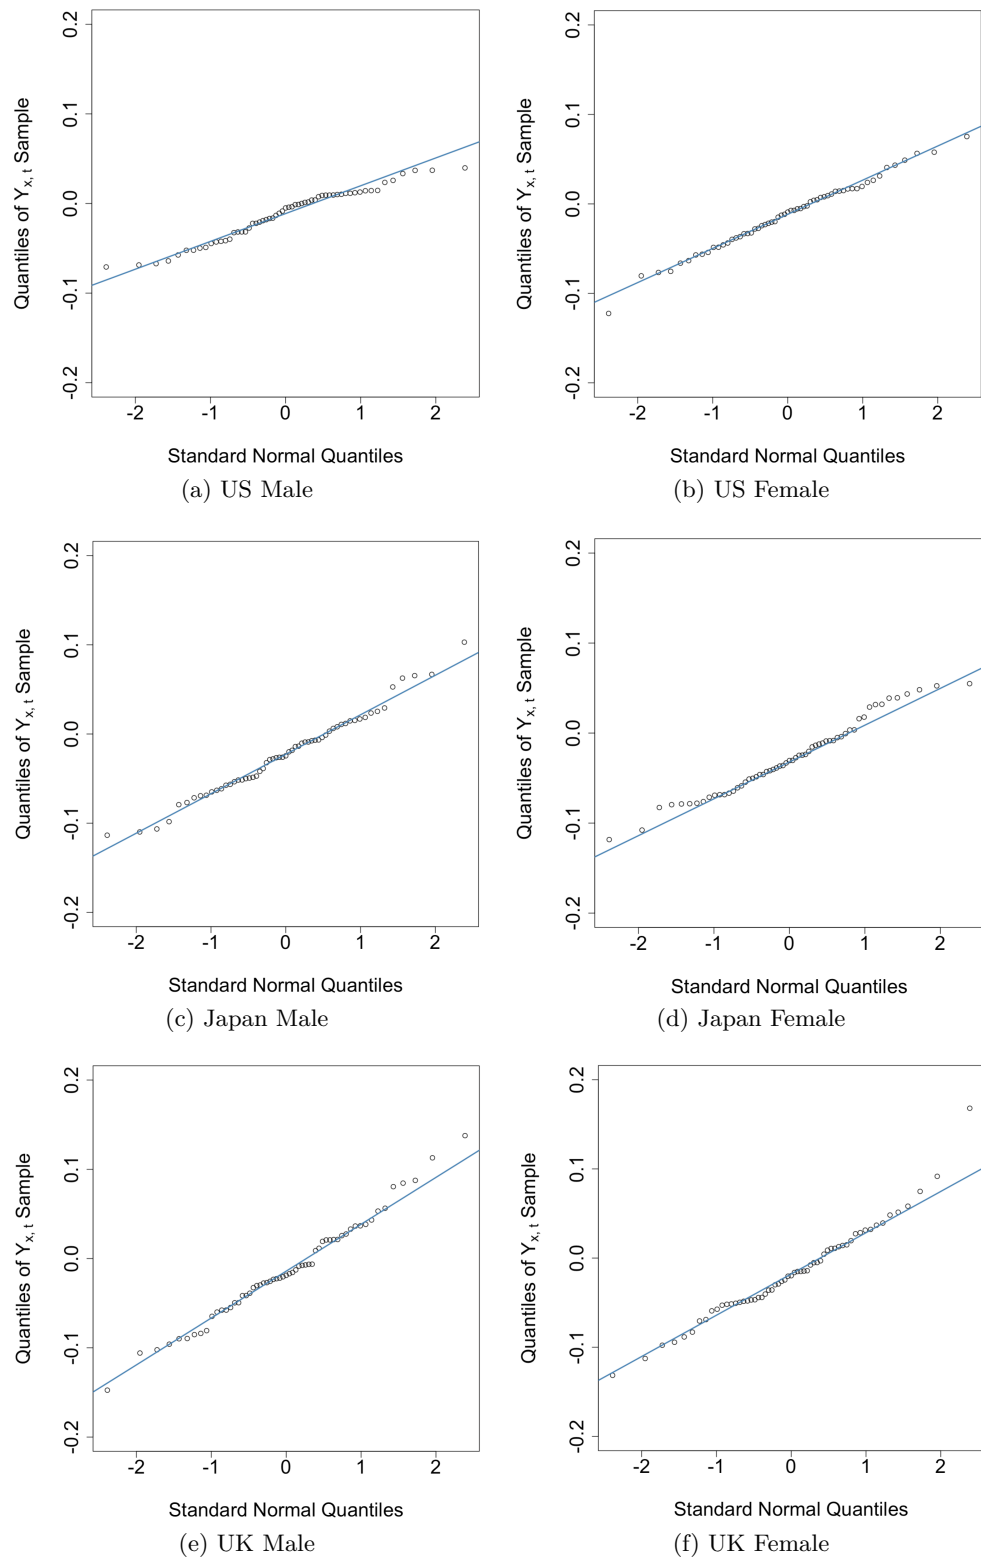 Quantiles of Yx, t Sample
0.2
0.1
0.0
-0.1
-0.2
-2 -1 0 1 2
Standard Normal Quantiles
(a) US Male
Quantiles of Yx, t Sample
0.2
0.1
0.0
-0.1
-0.2
-2 -1 0 1 2
Standard Normal Quantiles
(b) US Female
Quantiles of Yx, t Sample
0.2
0.1
0.0
-0.1
-0.2
-2 -1 0 1 2
Standard Normal Quantiles
(c) Japan Male
Quantiles of Yx, t Sample
0.2
0.1
0.0
-0.1
-0.2
-2 -1 0 1 2
Standard Normal Quantiles
(d) Japan Female
Quantiles of Yx, t Sample
0.2
0.1
0.0
-0.1
-0.2
-2 -1 0 1 2
Standard Normal Quantiles
(e) UK Male
Quantiles of Yx, t Sample
0.2
0.1
0.0
-0.1
-0.2
-2 -1 0 1 2
Standard Normal Quantiles
(f) UK Female